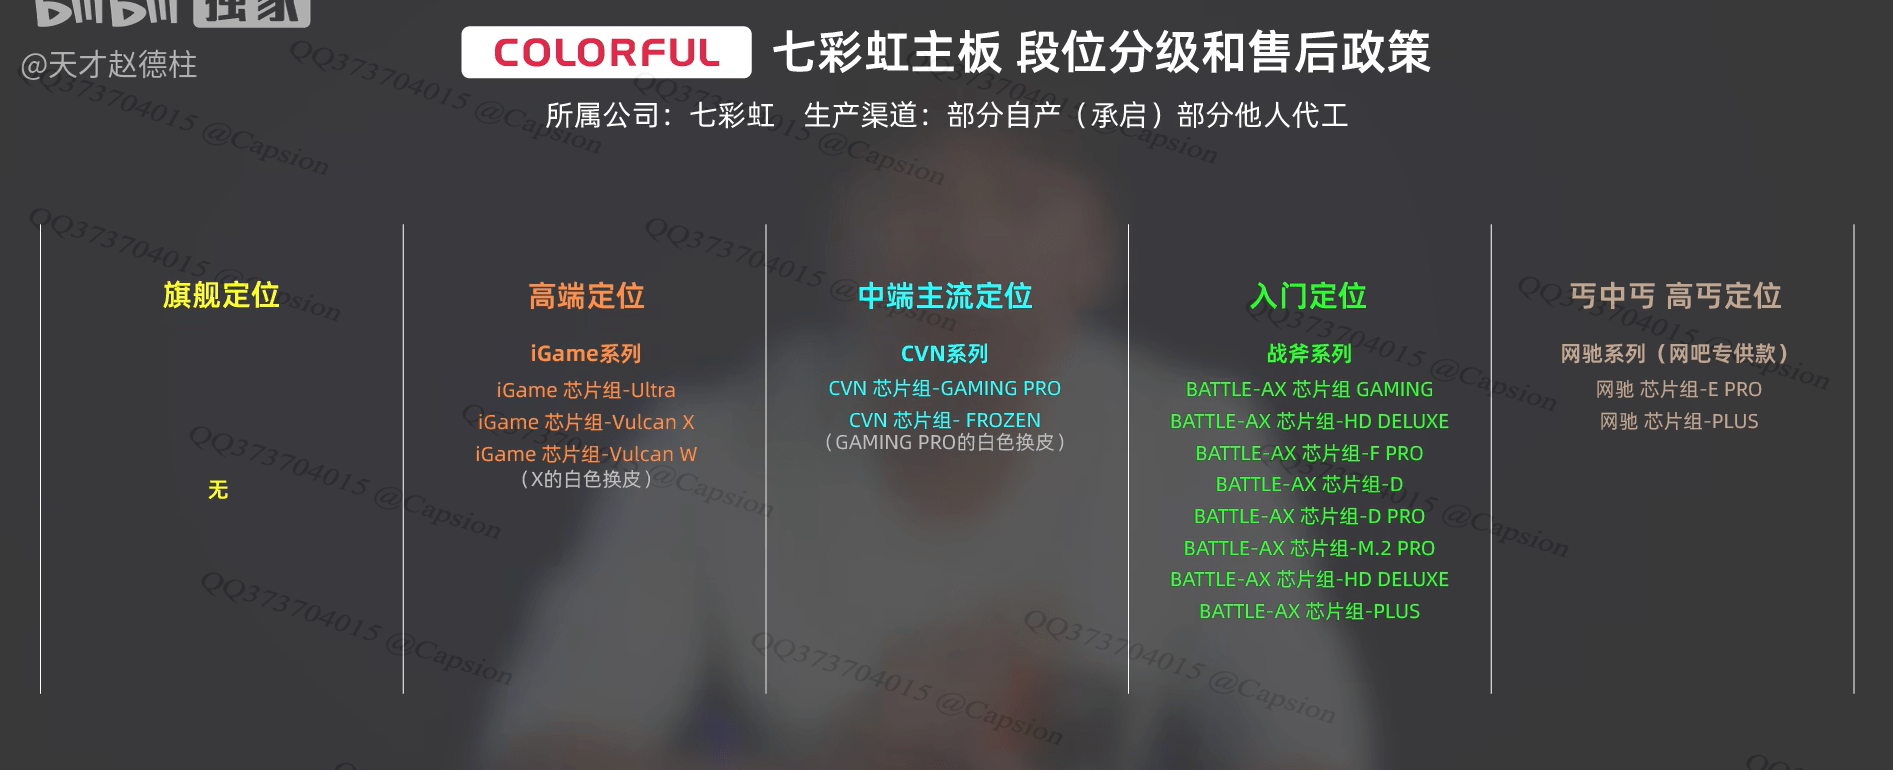 bilibili 独家
@天才赵德柱
COLORFUL 七彩虹主板 段位分级和售后政策
所属公司：七彩虹 生产渠道：部分自产（承启）部分他人代工
旗舰定位
无
高端定位
iGame系列
iGame 芯片组-Ultra
iGame 芯片组-Vulcan X
iGame 芯片组-Vulcan W
（X的白色换皮）
中端主流定位
CVN系列
CVN 芯片组-GAMING PRO
CVN 芯片组- FROZEN
（GAMING PRO的白色换皮）
入门定位
战斧系列
BATTLE-AX 芯片组 GAMING
BATTLE-AX 芯片组-HD DELUXE
BATTLE-AX 芯片组-F PRO
BATTLE-AX 芯片组-D
BATTLE-AX 芯片组-D PRO
BATTLE-AX 芯片组-M.2 PRO
BATTLE-AX 芯片组-HD DELUXE
BATTLE-AX 芯片组-PLUS
丐中丐 高丐定位
网驰系列（网吧专供款）
网驰 芯片组-E PRO
网驰 芯片组-PLUS
QQ373704015 @Capsion